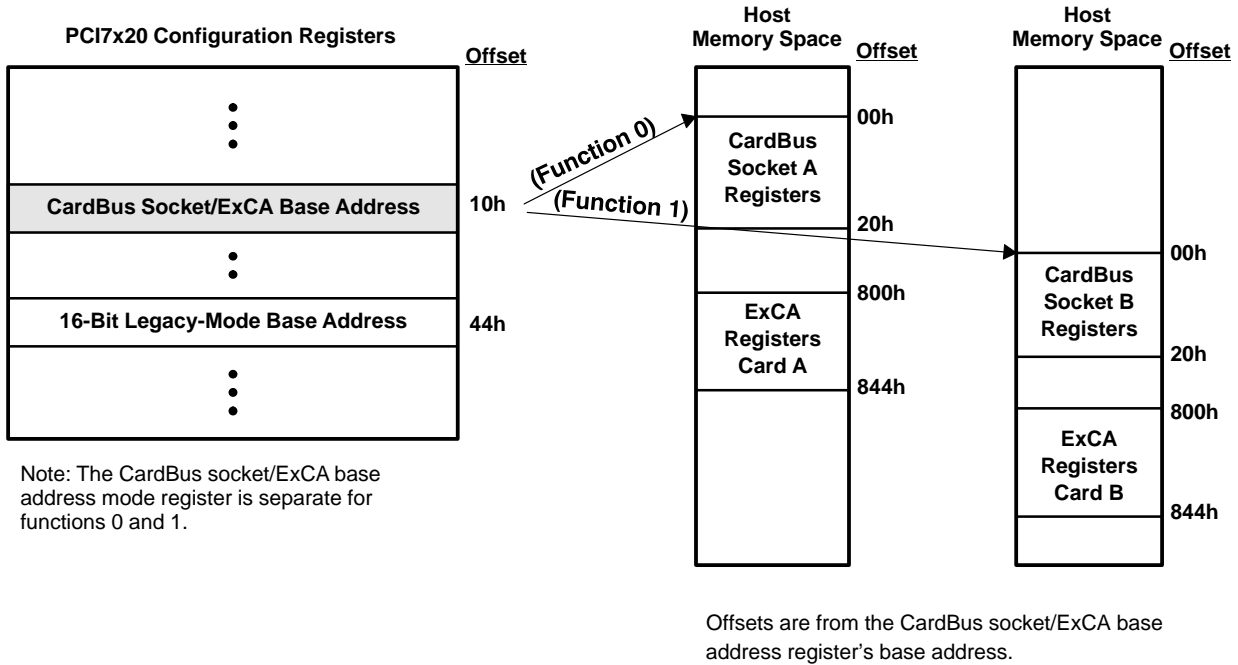 PCI7x20 Configuration Registers
Offset
CardBus Socket/ExCA Base Address
10h
16-Bit Legacy-Mode Base Address
44h
Note: The CardBus socket/ExCA base
address mode register is separate for
functions 0 and 1.
(Function 0)
(Function 1)
Host
Memory Space
Offset
00h
CardBus
Socket A
Registers
20h
800h
ExCA
Registers
Card A
844h
Host
Memory Space
Offset
00h
CardBus
Socket B
Registers
20h
800h
ExCA
Registers
Card B
844h
Offsets are from the CardBus socket/ExCA base
address register’s base address.